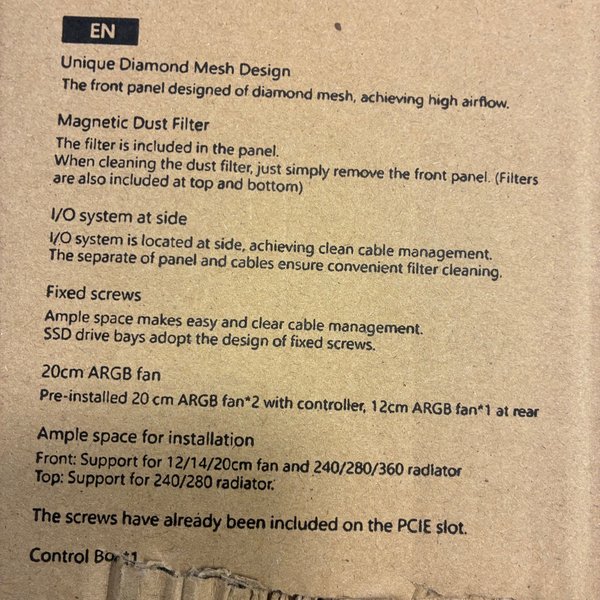 EN
Unique Diamond Mesh Design
The front panel designed of diamond mesh, achieving high airflow.
Magnetic Dust Filter
The filter is included in the panel.
When cleaning the dust filter, just simply remove the front panel. (Filters
are also included at top and bottom)
I/O system at side
I/O system is located at side, achieving clean cable management.
The separate of panel and cables ensure convenient filter cleaning.
Fixed screws
Ample space makes easy and clear cable management.
SSD drive bays adopt the design of fixed screws.
20cm ARGB fan
Pre-installed 20 cm ARGB fan*2 with controller, 12cm ARGB fan*1 at rear
Ample space for installation
Front: Support for 12/14/20cm fan and 240/280/360 radiator
Top: Support for 240/280 radiator.
The screws have already been included on the PCIE slot.
Control